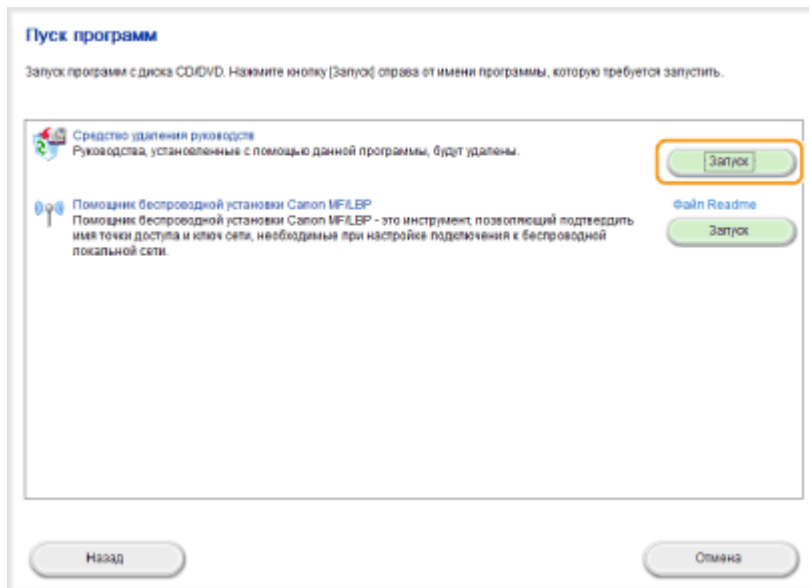 Пуск программ
Запуск программ с диска CD/DVD. Нажмите кнопку [Запуск] справа от имени программы, которую требуется запустить.
Средство удаления руководств
Руководства, установленные с помощью данной программы, будут удалены.
Запуск
Помощник беспроводной установки Canon MF/LBP
Файл Readme
Помощник беспроводной установки Canon MF/LBP - это инструмент, позволяющий подтвердить
имя точки доступа и ключ сети, необходимые при настройке подключения к беспроводной
локальной сети.
Запуск
Назад
Отмена